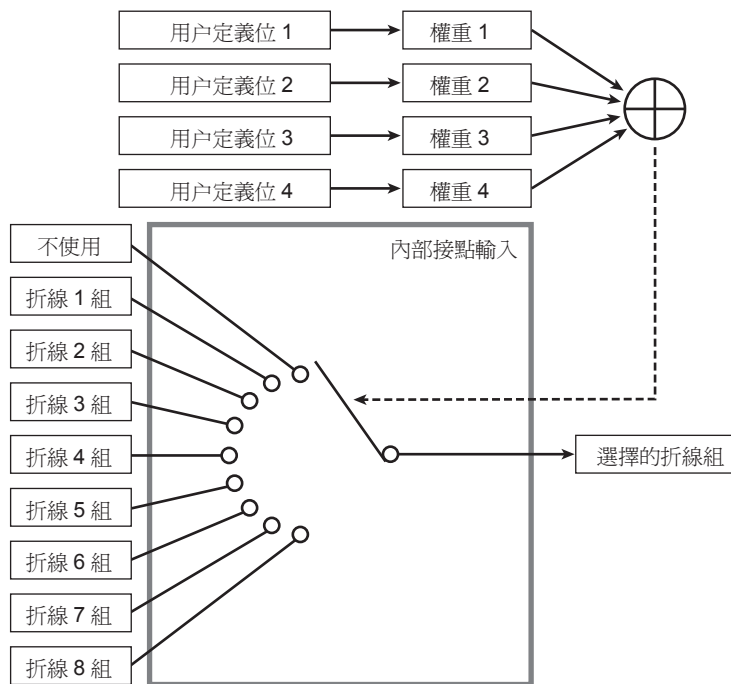 用户定義位 1
權重 1
用户定義位 2
權重 2
用户定義位 3
權重 3
用户定義位 4
權重 4
不使用
內部接點輸入
折線 1 組
折線 2 組
折線 3 組
折線 4 組
選擇的折線組
折線 5 組
折線 6 組
折線 7 組
折線 8 組